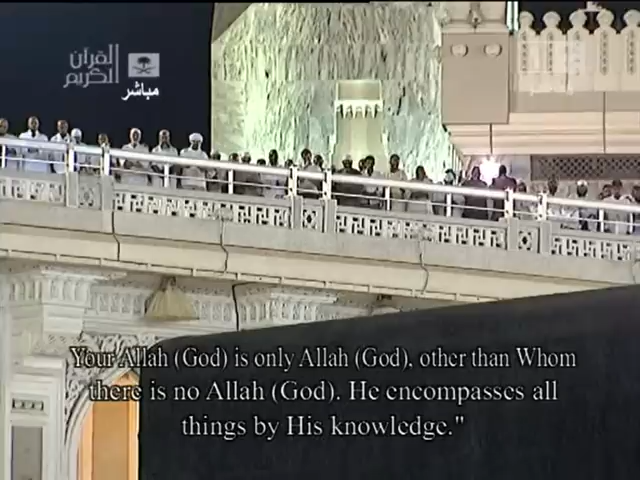 القرآن
الكريم
مباشر
Your Allah (God) is only Allah (God), other than Whom
there is no Allah (God). He encompasses all
things by His knowledge."